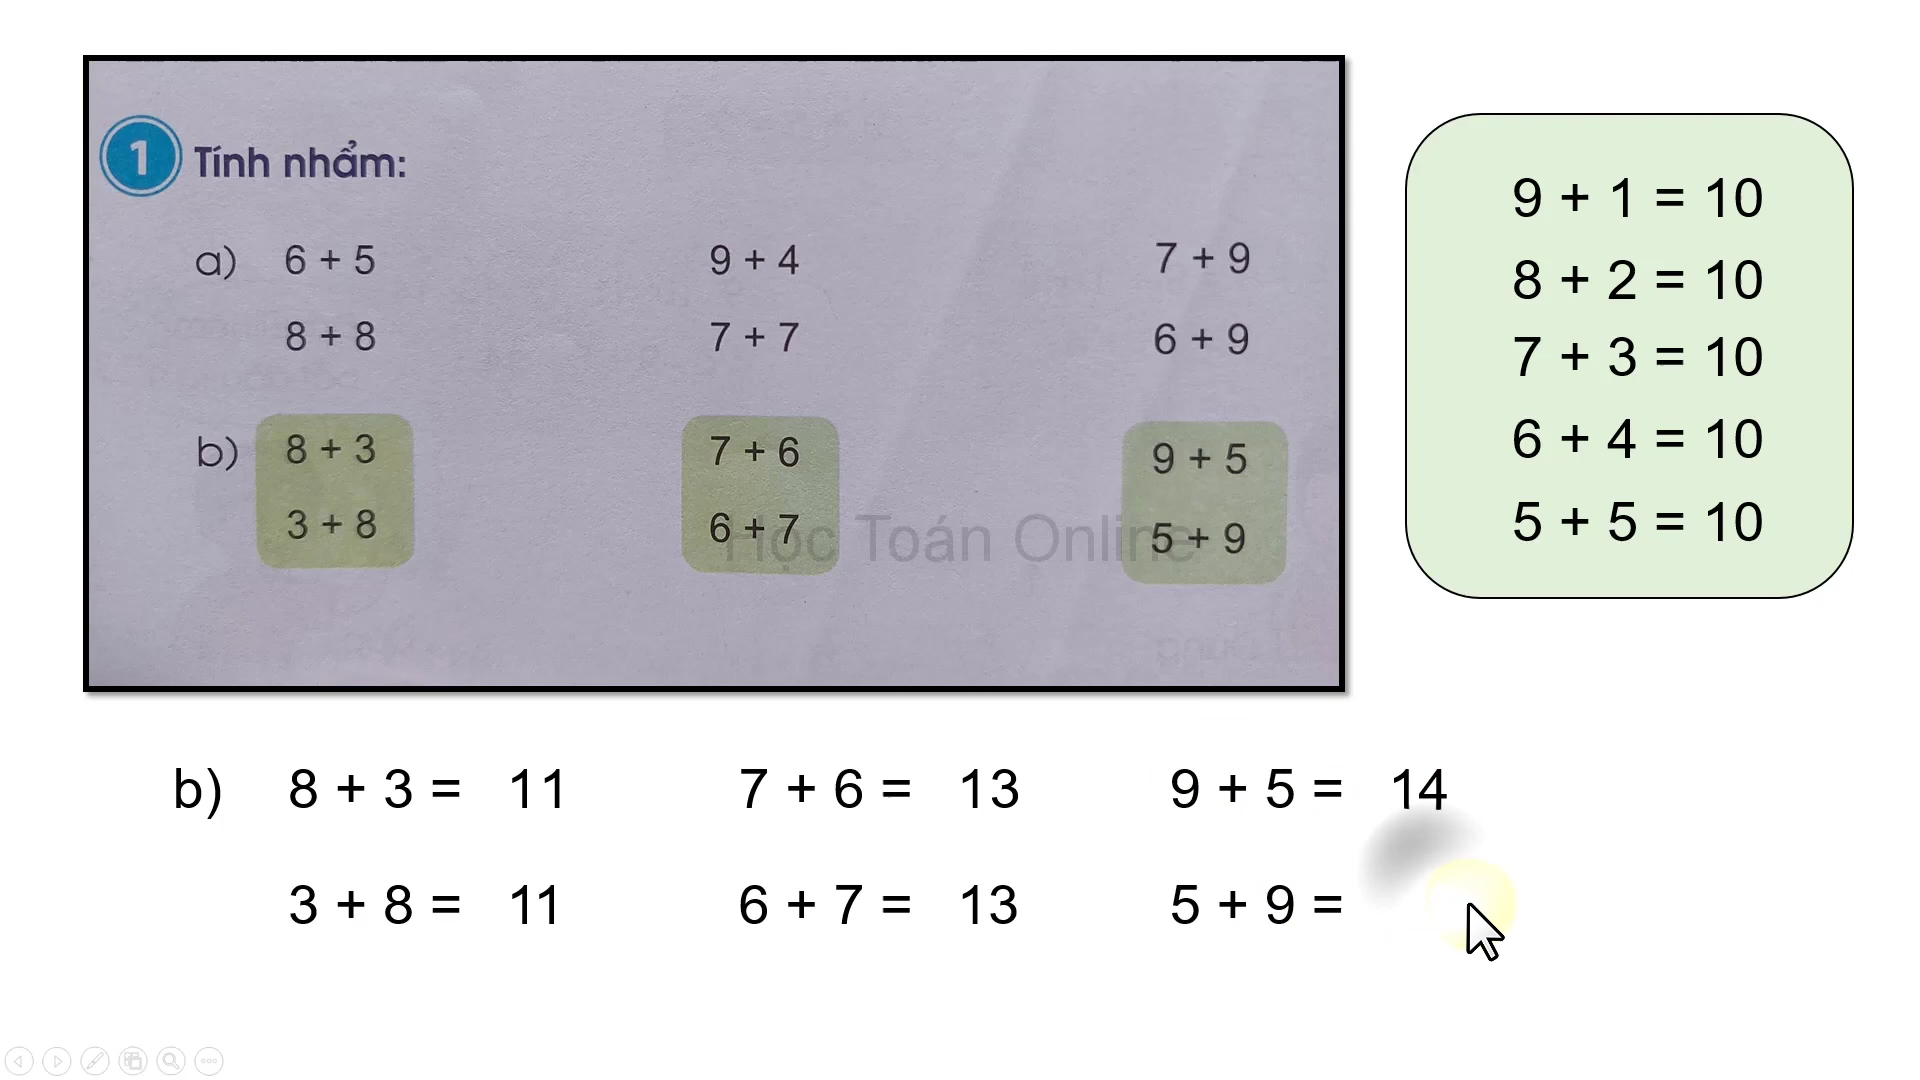 1 Tính nhẩm:
a) 6 + 5 9 + 4 7 + 9
8 + 8 7 + 7 6 + 9
b) 8 + 3 7 + 6 9 + 5
3 + 8 6 + 7 5 + 9
Học Toán Online
9 + 1 = 10
8 + 2 = 10
7 + 3 = 10
6 + 4 = 10
5 + 5 = 10
b) 8 + 3 = 11 7 + 6 = 13 9 + 5 = 14
3 + 8 = 11 6 + 7 = 13 5 + 9 =